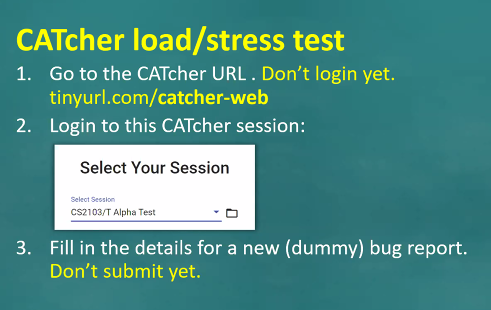 CATcher load/stress test
1. Go to the CATcher URL . Don't login yet.
tinyurl.com/catcher-web
2. Login to this CATcher session:
Select Your Session
Select Session
CS2103/T Alpha Test
3. Fill in the details for a new (dummy) bug report.
Don't submit yet.